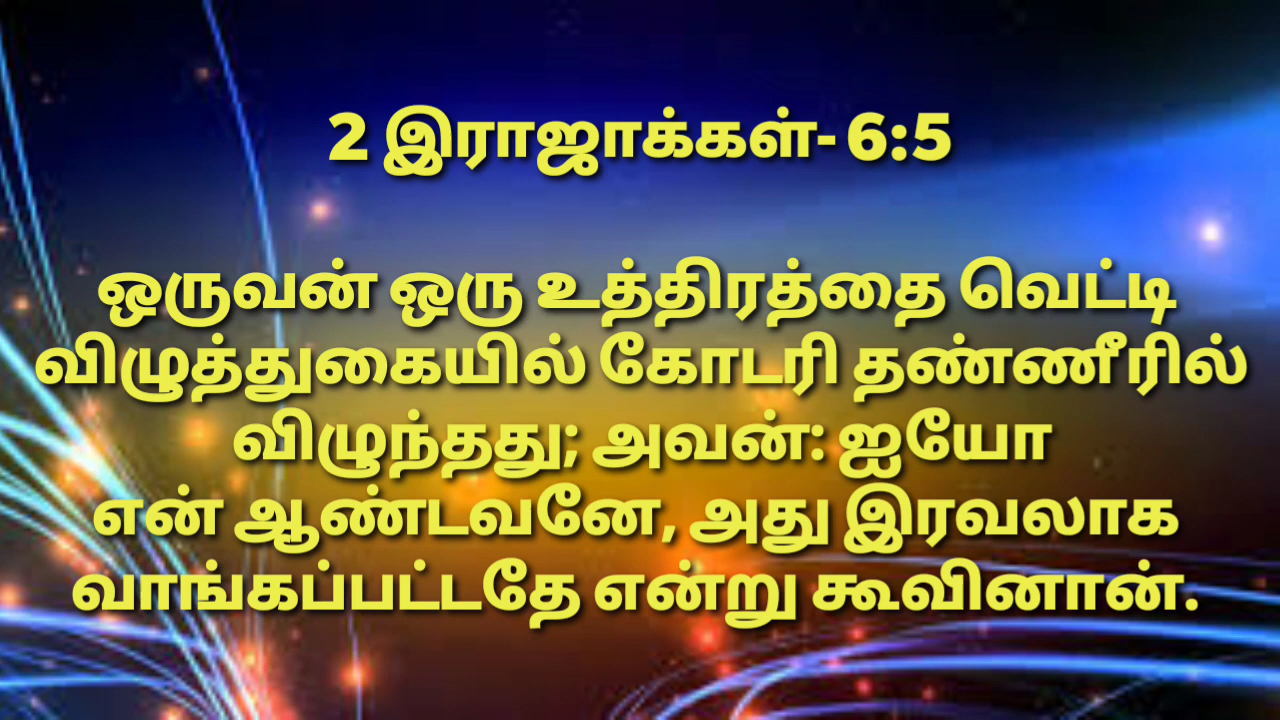 2 இராஜாக்கள்- 6:5
ஒருவன் ஒரு உத்திரத்தை வெட்டி
விழுத்துகையில் கோடரி தண்ணீரில்
விழுந்தது; அவன்: ஐயோ
என் ஆண்டவனே, அது இரவலாக
வாங்கப்பட்டதே என்று கூவினான்.